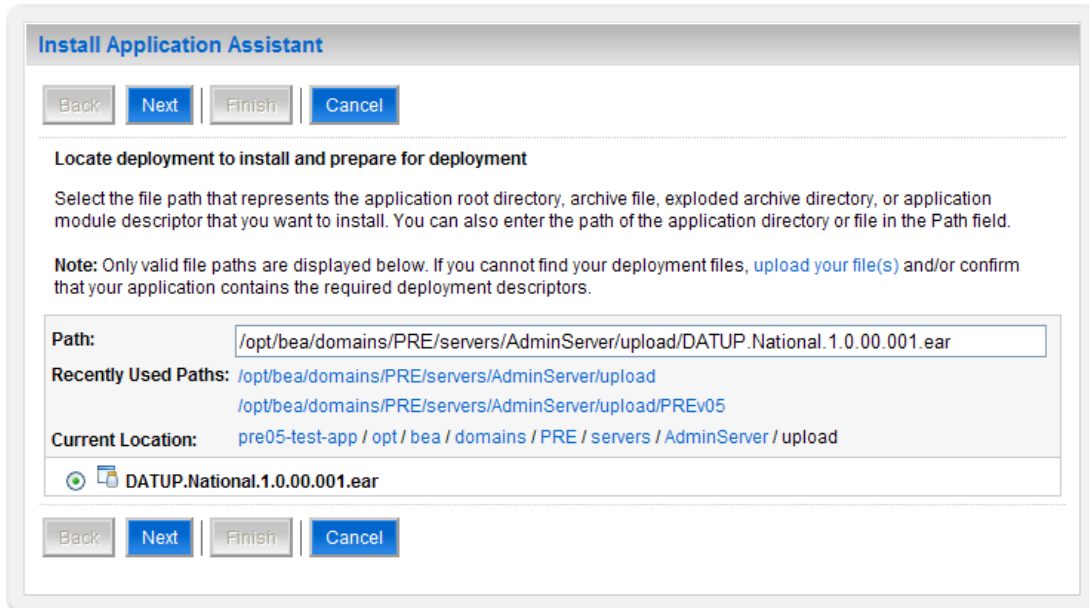 Install Application Assistant
Back Next Finish Cancel
Locate deployment to install and prepare for deployment
Select the file path that represents the application root directory, archive file, exploded archive directory, or application
module descriptor that you want to install. You can also enter the path of the application directory or file in the Path field.
Note: Only valid file paths are displayed below. If you cannot find your deployment files, upload your file(s) and/or confirm
that your application contains the required deployment descriptors.
Path: /opt/bea/domains/PRE/servers/AdminServer/upload/DATUP.National.1.0.00.001.ear
Recently Used Paths: /opt/bea/domains/PRE/servers/AdminServer/upload
/opt/bea/domains/PRE/servers/AdminServer/upload/PREv05
Current Location: pre05-test-app / opt / bea / domains / PRE / servers / AdminServer / upload
DATUP.National.1.0.00.001.ear
Back Next Finish Cancel